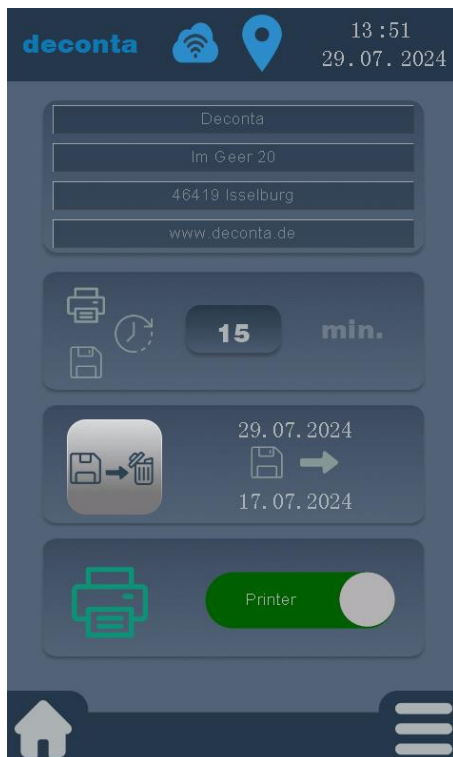 deconta
13:51
29.07.2024
Deconta
Im Geer 20
46419 Isselburg
www.deconta.de
15 min.
29.07.2024
17.07.2024
Printer